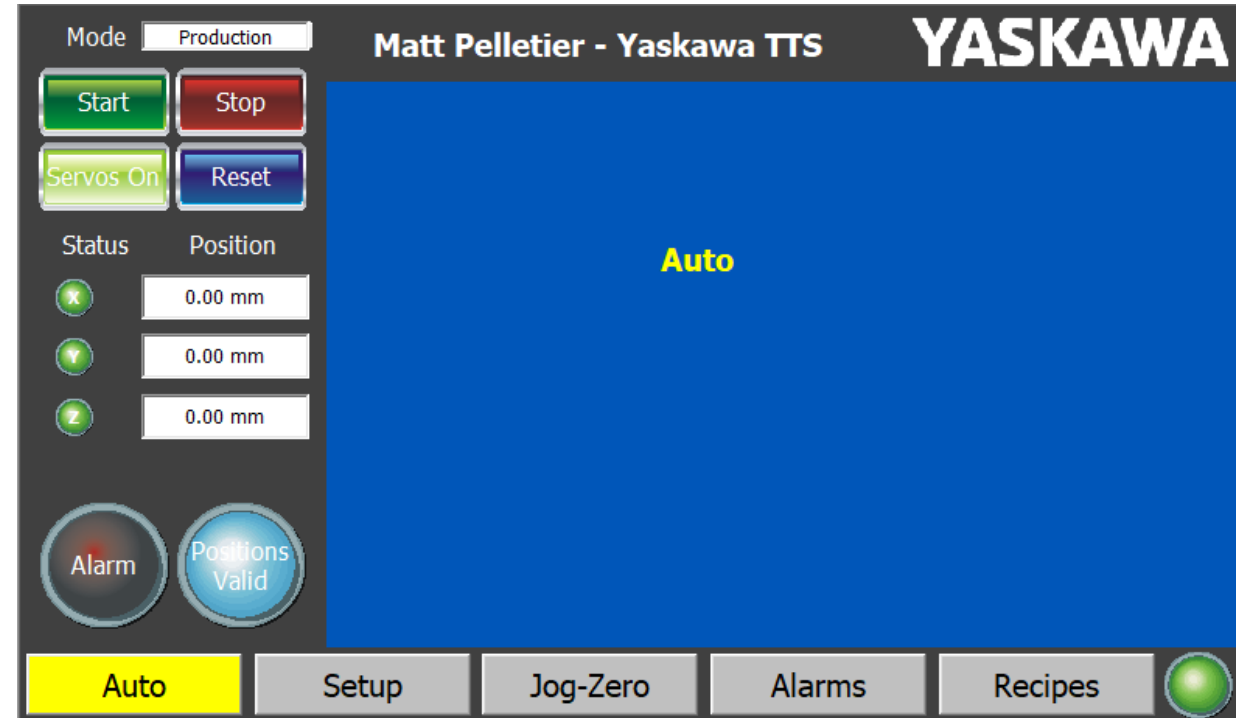 Mode Production
Matt Pelletier - Yaskawa TTS
YASKAWA
Start Stop
Servos On Reset
Status Position
X 0.00 mm
Y 0.00 mm
Z 0.00 mm
Auto
Alarm
Positions
Valid
Auto Setup Jog-Zero Alarms Recipes